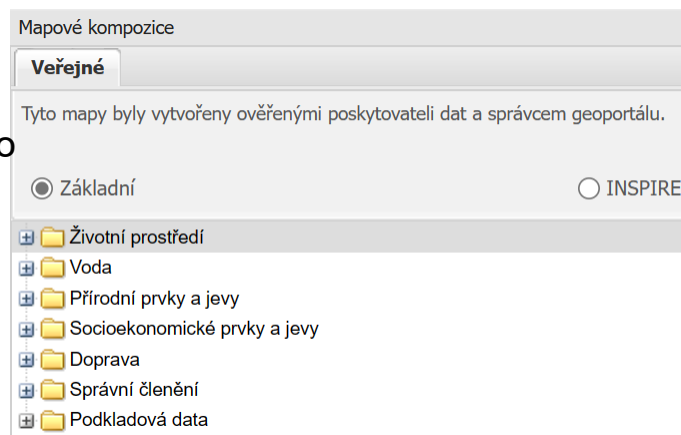 Mapové kompozice
Veřejné
Tyto mapy byly vytvořeny ověřenými poskytovateli dat a správcem geoportálu.
o
Základní INSPIRE
Životní prostředí
Voda
Přírodní prvky a jevy
Socioekonomické prvky a jevy
Doprava
Správní členění
Podkladová data